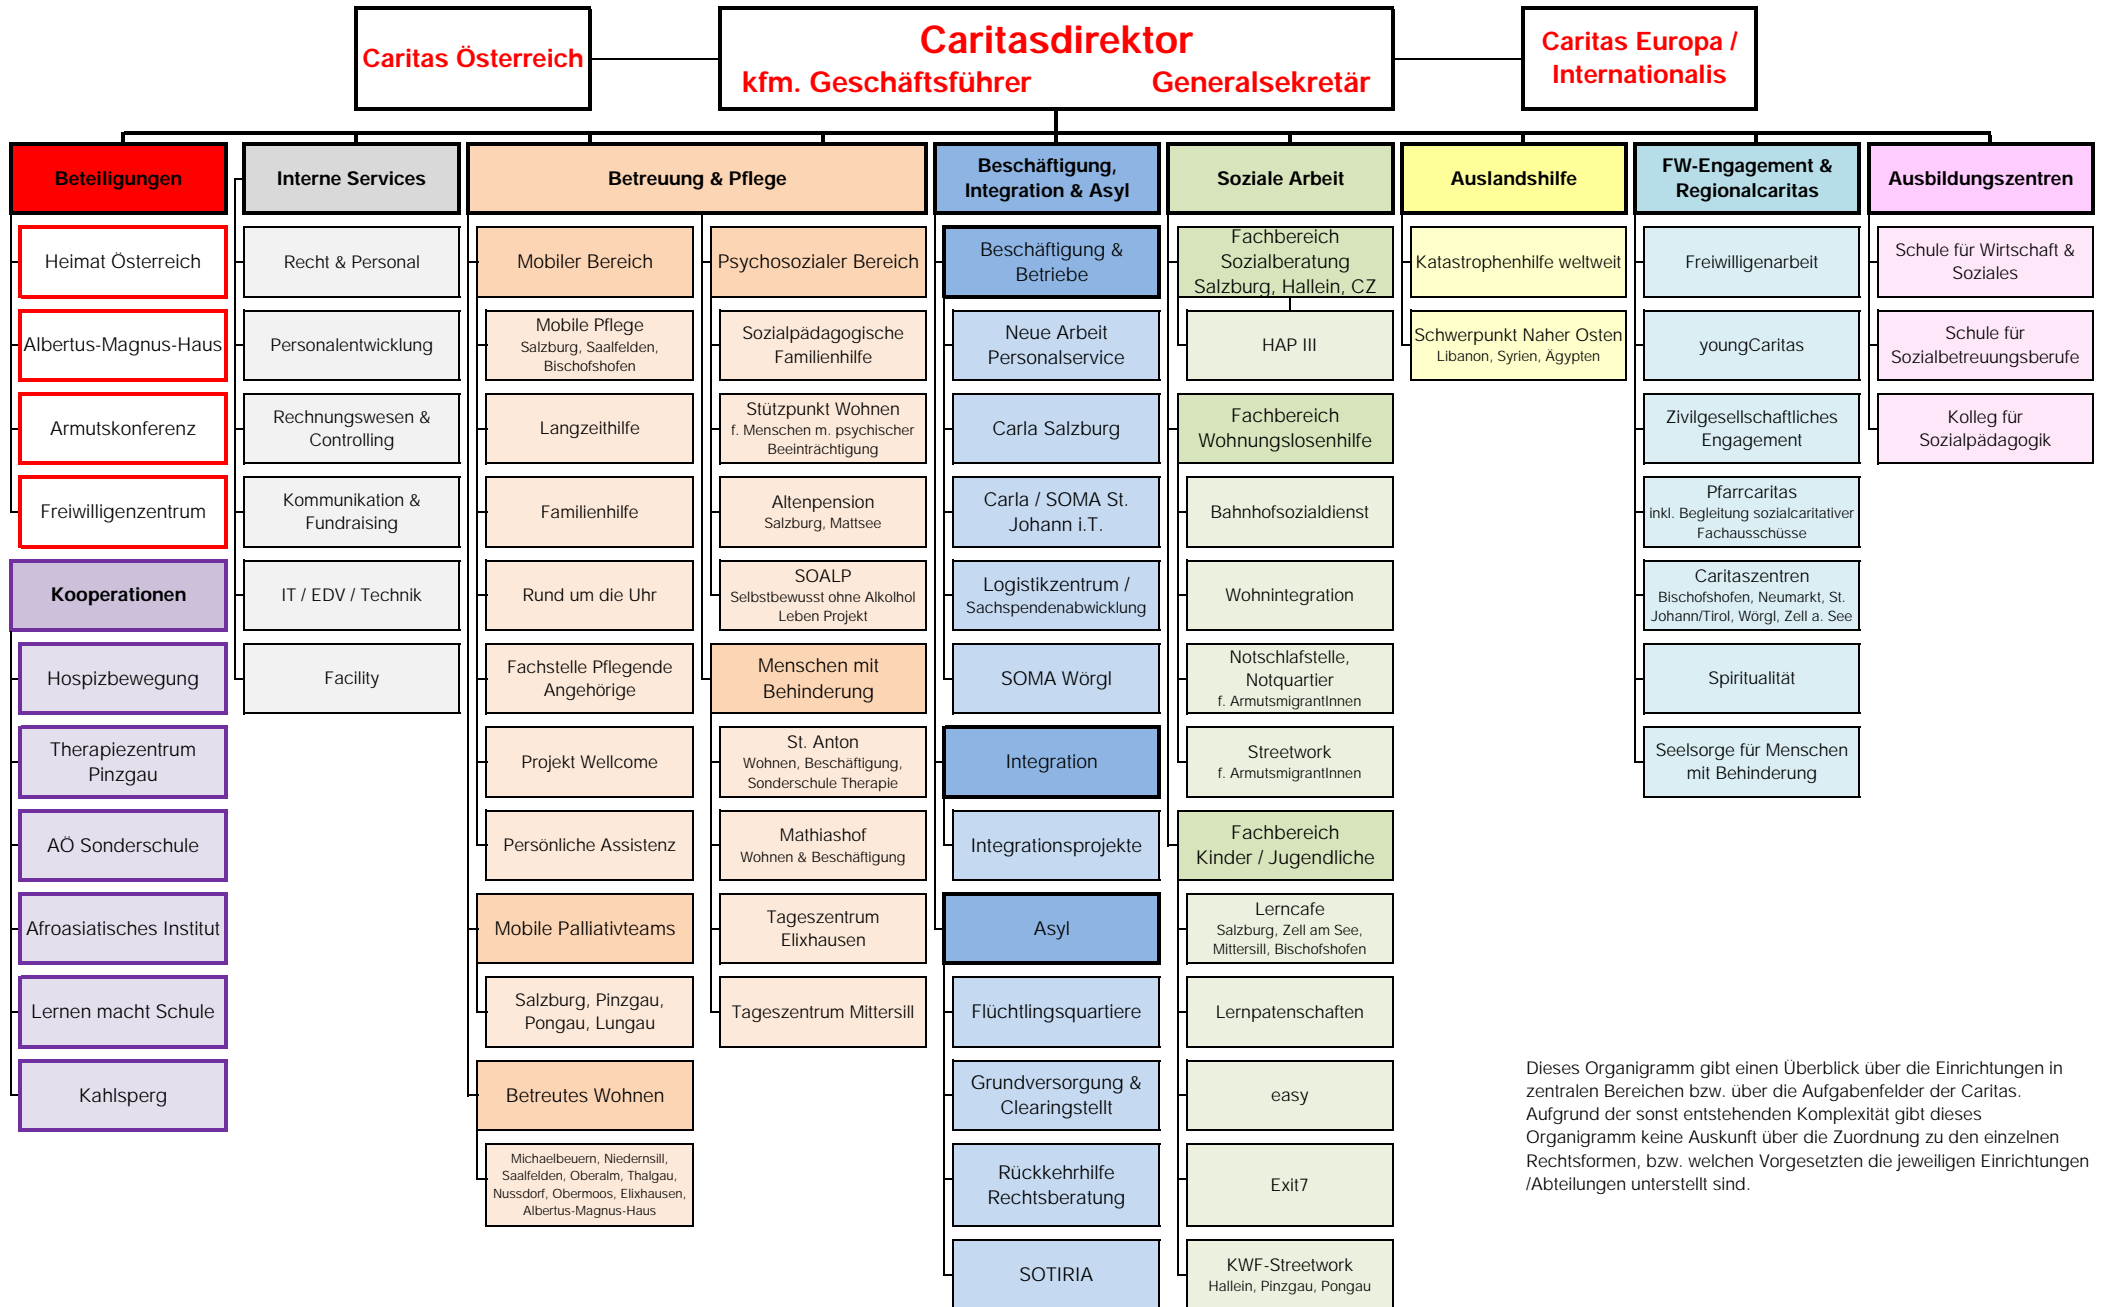 Caritas Österreich
Caritasdirektor
kfm. Geschäftsführer Generalsekretär
Caritas Europa /
Internationalis
Beteiligungen
Heimat Österreich
Albertus-Magnus-Haus
Armutskonferenz
Freiwilligenzentrum
Kooperationen
Hospizbewegung
Therapiezentrum
Pinzgau
AÖ Sonderschule
Afroasiatisches Institut
Lernen macht Schule
Kahlsperg
Interne Services
Recht & Personal
Personalentwicklung
Rechnungswesen &
Controlling
Kommunikation &
Fundraising
IT / EDV / Technik
Facility
Betreuung & Pflege
Mobiler Bereich
Mobile Pflege
Salzburg, Saalfelden,
Bischofshofen
Langzeithilfe
Familienhilfe
Rund um die Uhr
Fachstelle Pflegende
Angehörige
Projekt Wellcome
Persönliche Assistenz
Mobile Palliativteams
Salzburg, Pinzgau,
Pongau, Lungau
Betreutes Wohnen
Michaelbeuern, Niedernsill,
Saalfelden, Oberalm, Thalgau,
Nussdorf, Obermoos, Elixhausen,
Albertus-Magnus-Haus
Psychosozialer Bereich
Sozialpädagogische
Familienhilfe
Stützpunkt Wohnen
f. Menschen m. psychischer
Beeinträchtigung
Altenpension
Salzburg, Mattsee
SOALP
Selbstbewusst ohne Alkolhol
Leben Projekt
Menschen mit
Behinderung
St. Anton
Wohnen, Beschäftigung,
Sonderschule Therapie
Mathiashof
Wohnen & Beschäftigung
Tageszentrum
Elixhausen
Tageszentrum Mittersill
Beschäftigung,
Integration & Asyl
Beschäftigung &
Betriebe
Neue Arbeit
Personalservice
Carla Salzburg
Carla / SOMA St.
Johann i.T.
Logistikzentrum /
Sachspendenabwicklung
SOMA Wörgl
Integration
Integrationsprojekte
Asyl
Flüchtlingsquartiere
Grundversorgung &
Clearingstellt
Rückkehrhilfe
Rechtsberatung
SOTIRIA
Soziale Arbeit
Fachbereich
Sozialberatung
Salzburg, Hallein, CZ
HAP III
Fachbereich
Wohnungslosenhilfe
Bahnhofsozialdienst
Wohnintegration
Notschlafstelle,
Notquartier
f. ArmutsmigrantInnen
Streetwork
f. ArmutsmigrantInnen
Fachbereich
Kinder / Jugendliche
Lerncafe
Salzburg, Zell am See,
Mittersill, Bischofshofen
Lernpatenschaften
easy
Exit7
KWF-Streetwork
Hallein, Pinzgau, Pongau
Auslandshilfe
Katastrophenhilfe weltweit
Schwerpunkt Naher Osten
Libanon, Syrien, Ägypten
FW-Engagement &
Regionalcaritas
Freiwilligenarbeit
youngCaritas
Zivilgesellschaftliches
Engagement
Pfarrcaritas
inkl. Begleitung sozialcaritativer
Fachausschüsse
Caritaszentren
Bischofshofen, Neumarkt, St.
Johann/Tirol, Wörgl, Zell a. See
Spiritualität
Seelsorge für Menschen
mit Behinderung
Ausbildungszentren
Schule für Wirtschaft &
Soziales
Schule für
Sozialbetreuungsberufe
Kolleg für
Sozialpädagogik
Dieses Organigramm gibt einen Überblick über die Einrichtungen in
zentralen Bereichen bzw. über die Aufgabenfelder der Caritas.
Aufgrund der sonst entstehenden Komplexität gibt dieses
Organigramm keine Auskunft über die Zuordnung zu den einzelnen
Rechtsformen, bzw. welchen Vorgesetzten die jeweiligen Einrichtungen
/Abteilungen unterstellt sind.